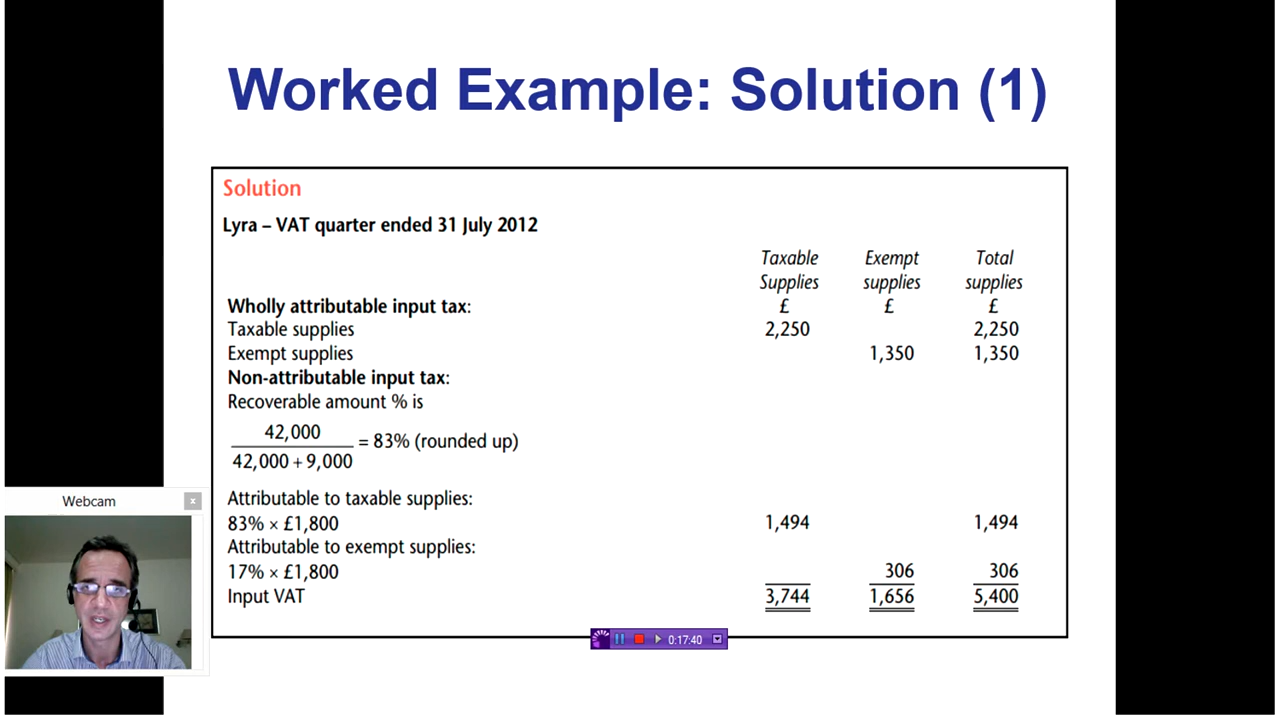 Worked Example: Solution (1)
Solution
Lyra – VAT quarter ended 31 July 2012
Taxable Exempt Total
Supplies supplies supplies
Wholly attributable input tax: £ £ £
Taxable supplies 2,250 2,250
Exempt supplies 1,350 1,350
Non-attributable input tax:
Recoverable amount % is
42,000
= 83% (rounded up)
42,000 + 9,000
Attributable to taxable supplies:
83% × £1,800 1,494 1,494
Attributable to exempt supplies:
17% × £1,800 306 306
Input VAT 3,744 1,656 5,400
Webcam x
0:17:40